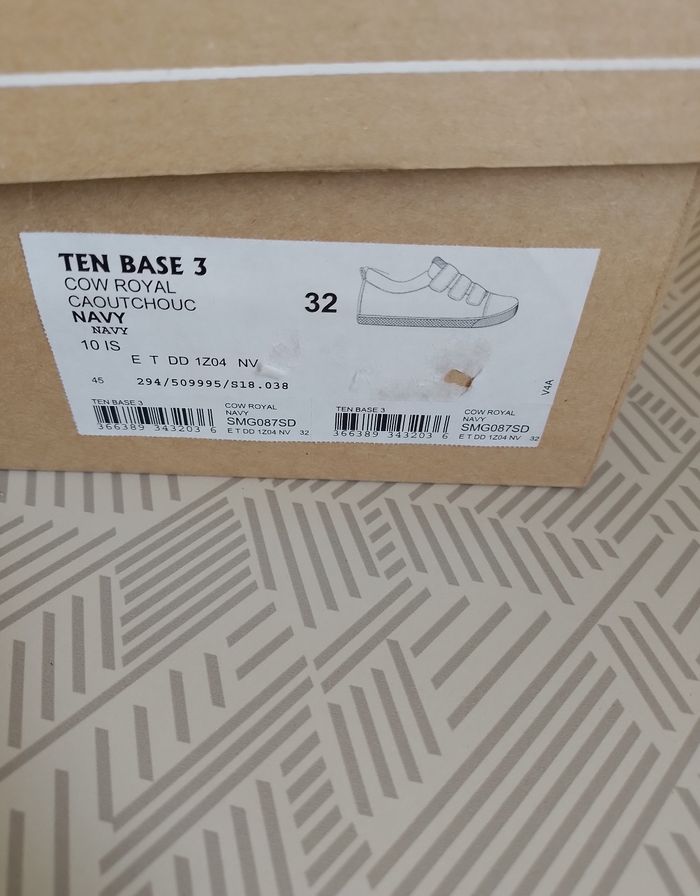 TEN BASE 3
COW ROYAL
CAOUTCHOUC
NAVY
NAVY
10 IS
32
E T DD 1Z04 NV
45 294/509995/S18.038
V4A
TEN BASE 3
COW ROYAL
NAVY
SMG087SD
366389 343203 6
E T DD 1Z04 NV 32
TEN BASE 3
COW ROYAL
NAVY
SMG087SD
366389 343203 6
E T DD 1Z04 NV 32